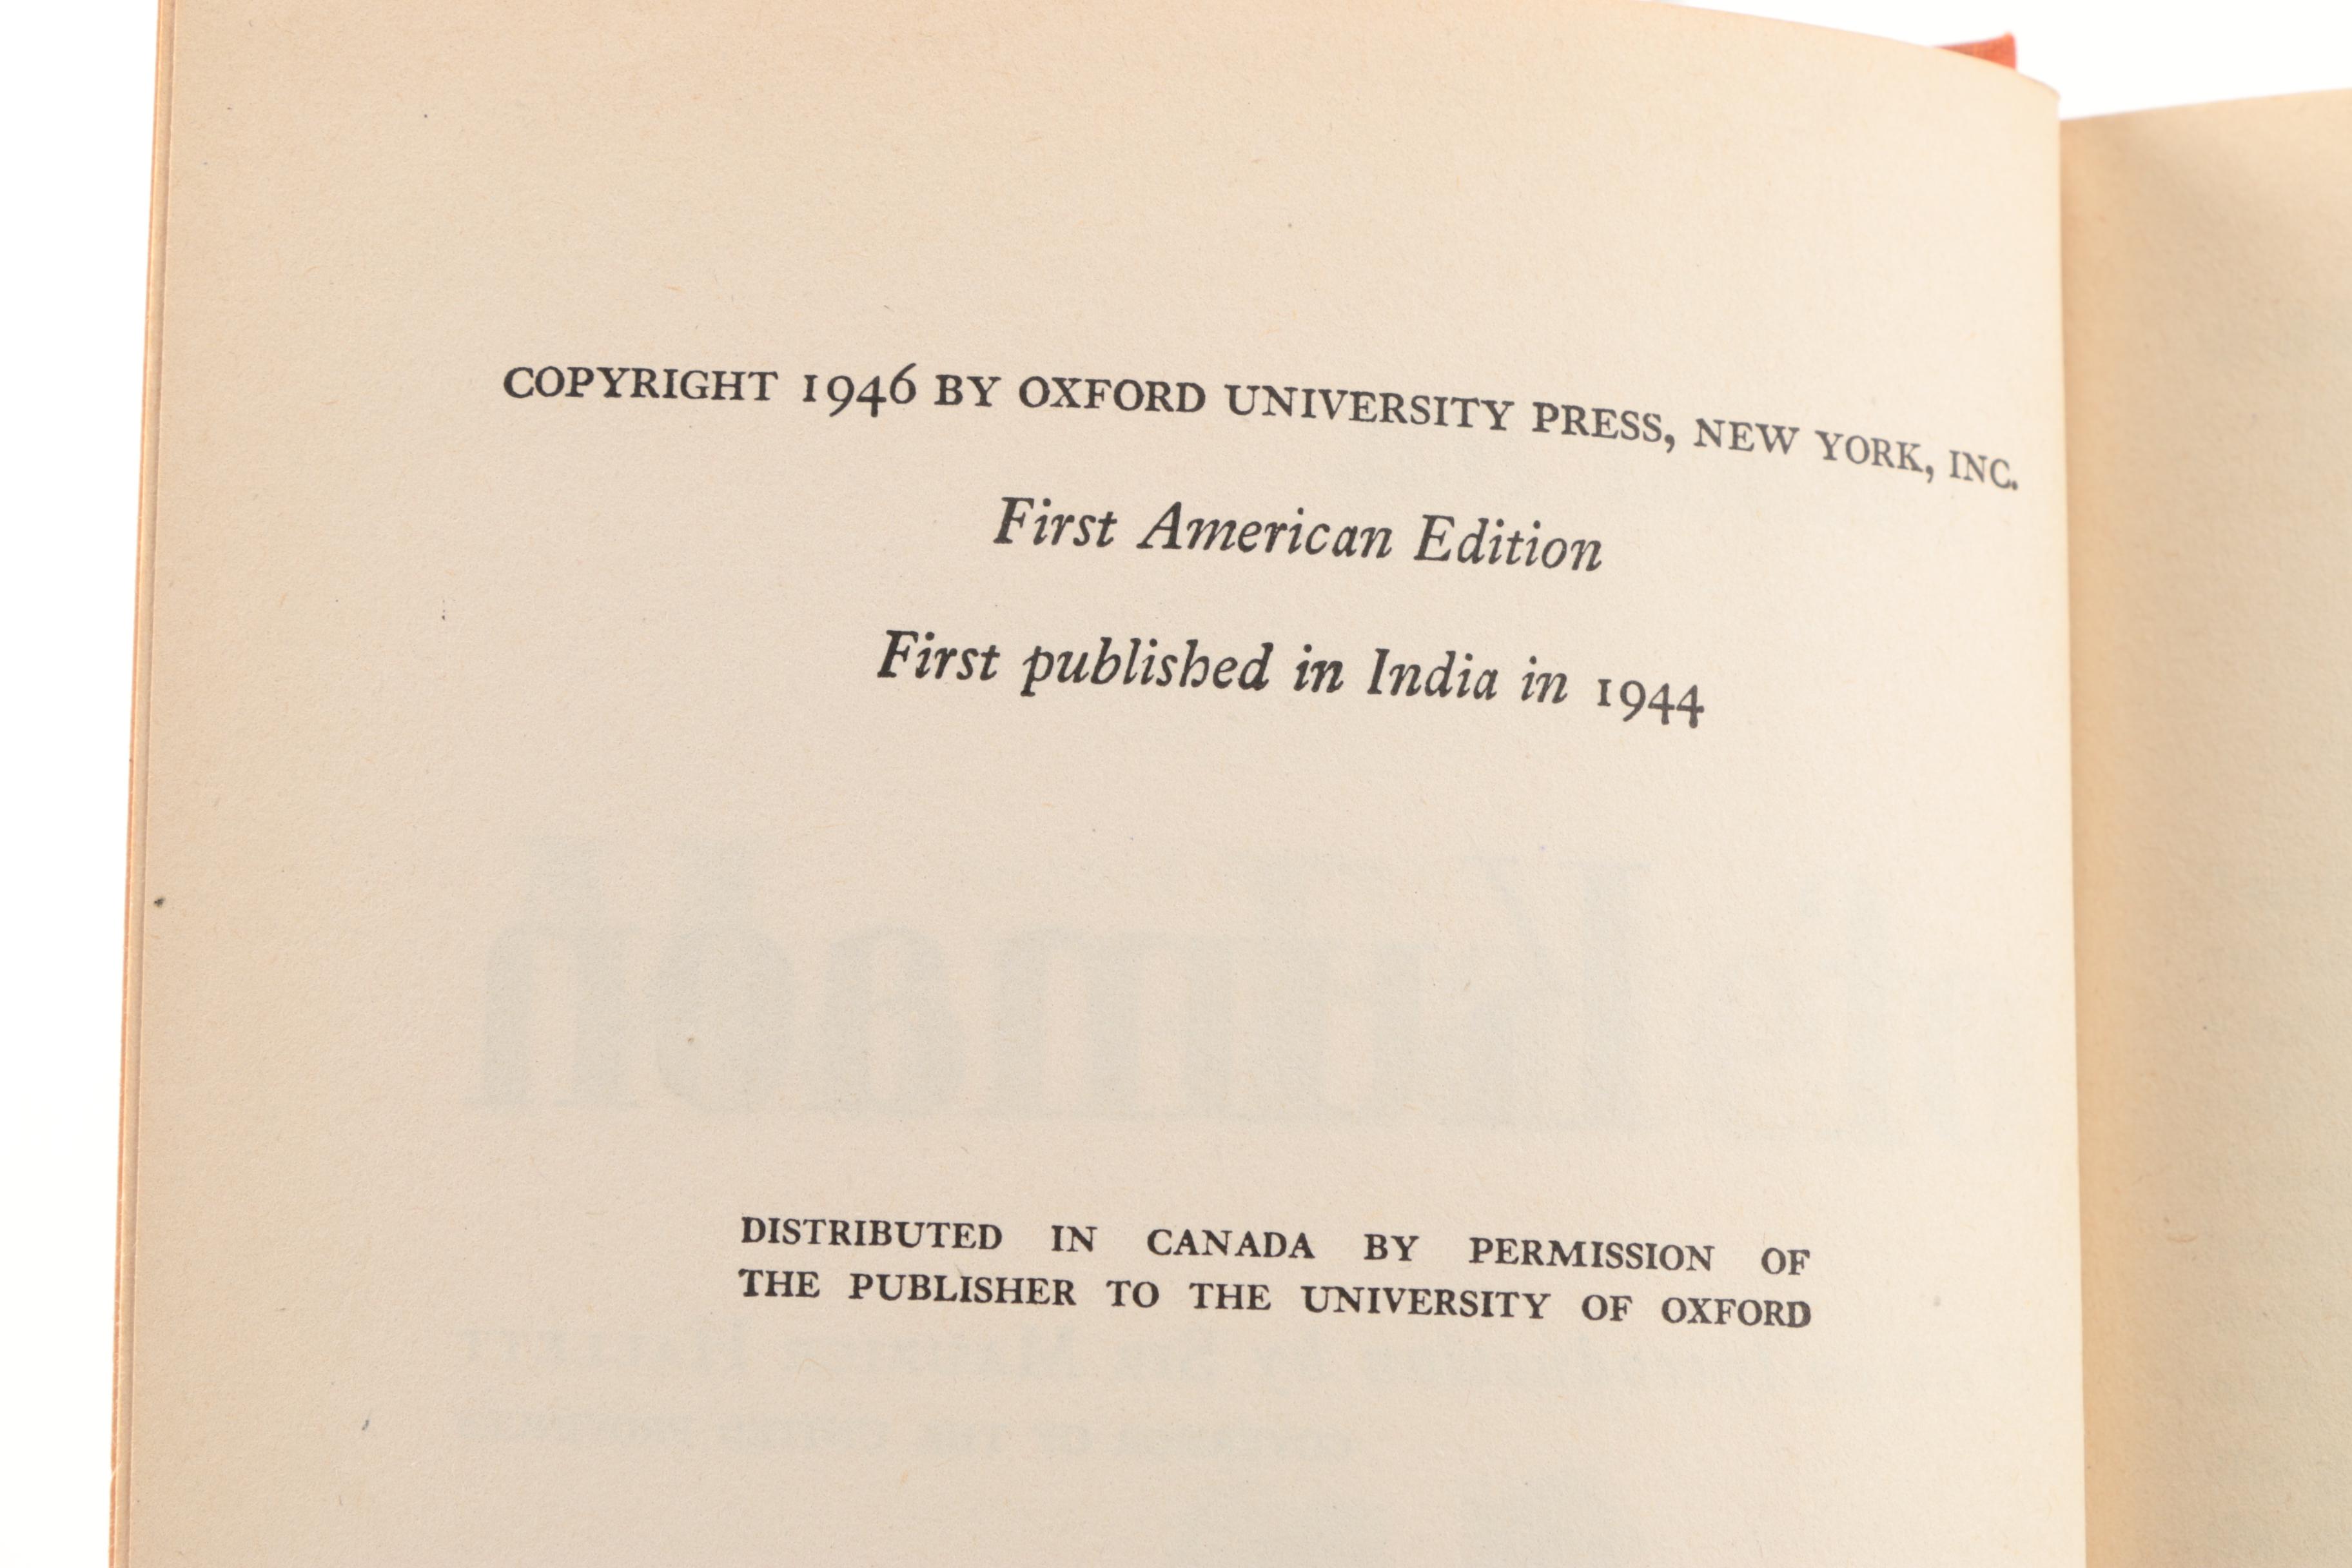 COPYRIGHT 1946 BY OXFORD UNIVERSITY PRESS, NEW YORK, INC.
First American Edition
First published in India in 1944
DISTRIBUTED IN CANADA BY PERMISSION OF
THE PUBLISHER TO THE UNIVERSITY OF OXFORD